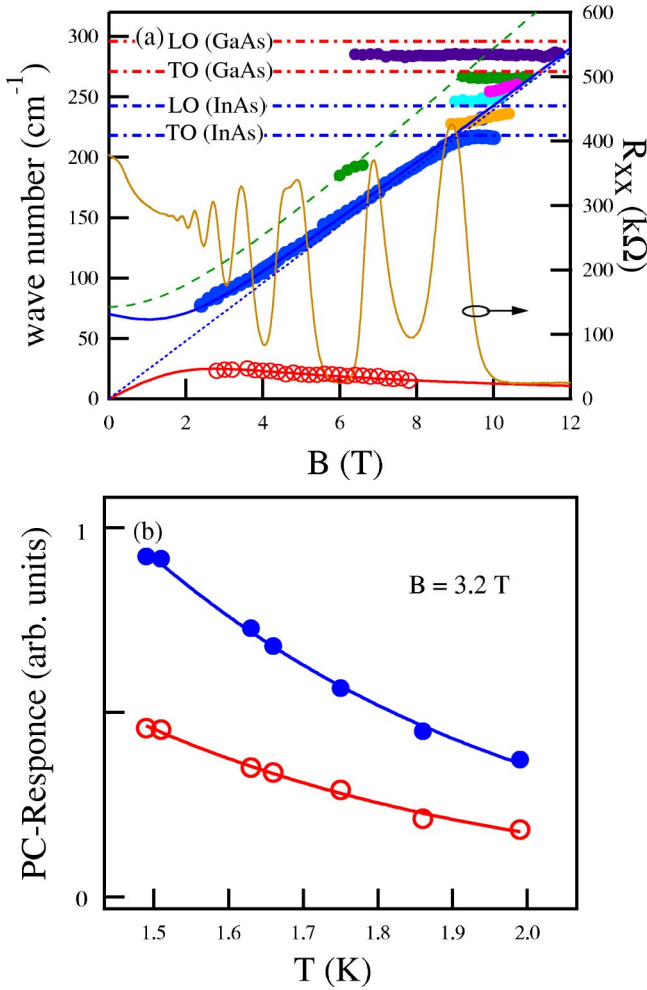 (a)
LO (GaAs)
TO (GaAs)
LO (InAs)
TO (InAs)
wave number (cm⁻¹)
300
250
200
150
100
50
0
R_XX (kΩ)
600
500
400
300
200
100
0
0 2 4 6 8 10 12
B (T)
(b)
B = 3.2 T
PC-Responce (arb. units)
1
0
1.5 1.6 1.7 1.8 1.9 2.0
T (K)